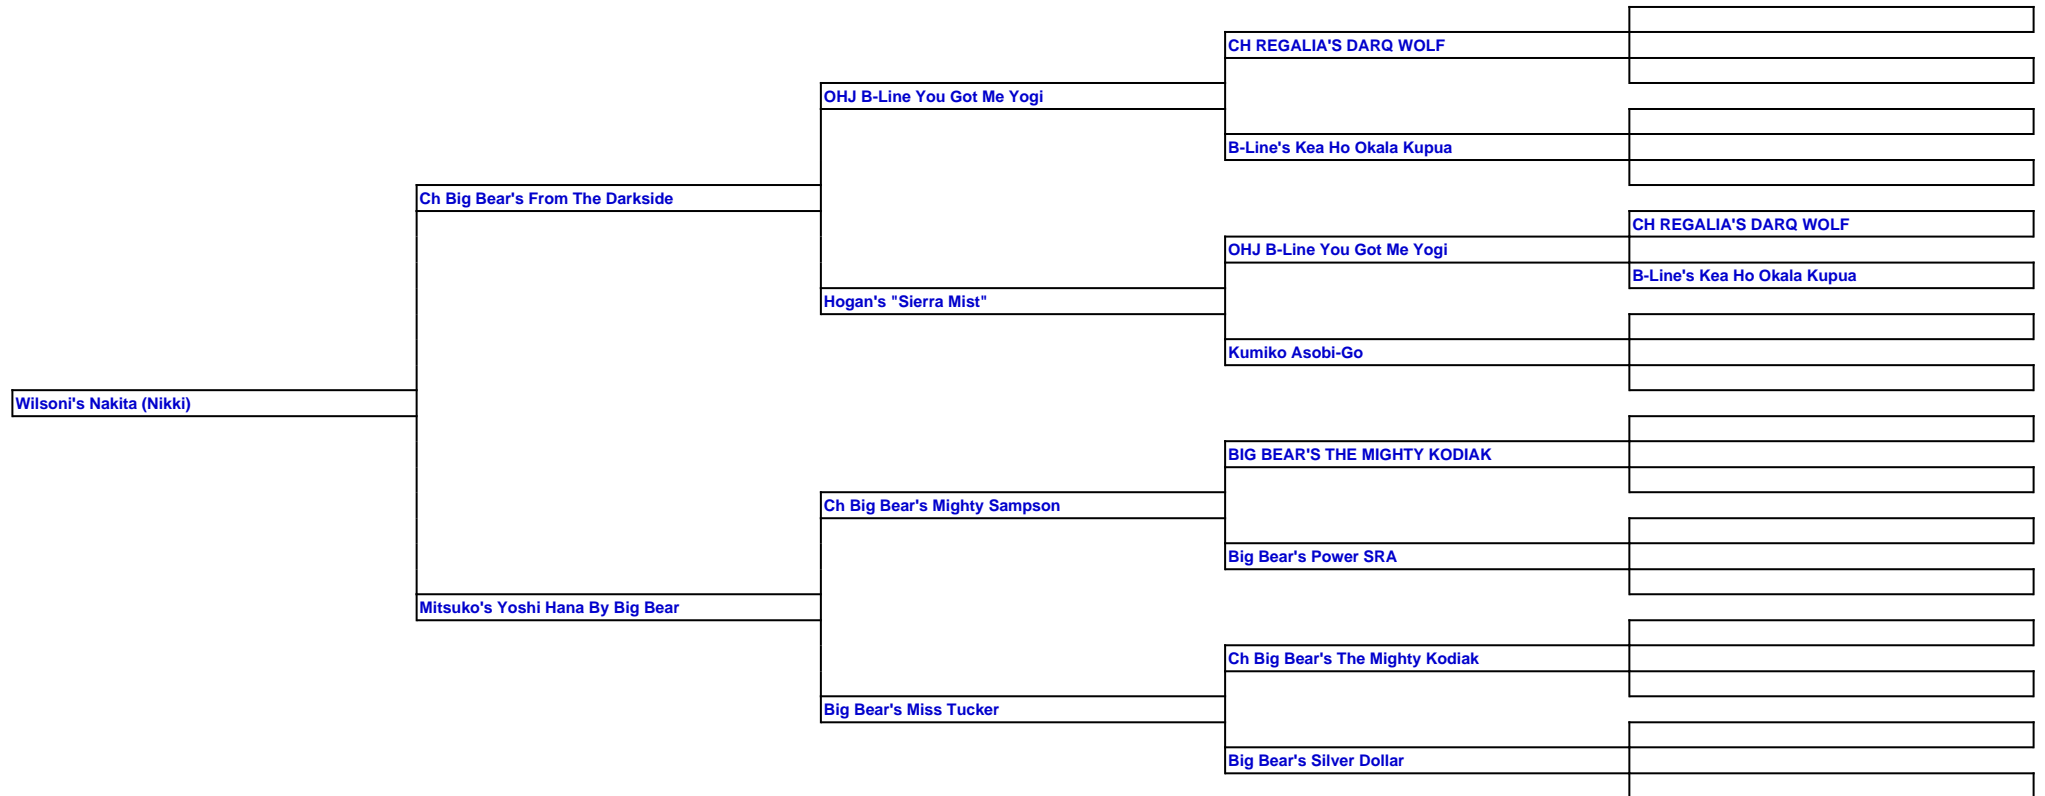 CH REGALIA'S DARQ WOLF
OHJ B-Line You Got Me Yogi
B-Line's Kea Ho Okala Kupua
Ch Big Bear's From The Darkside
CH REGALIA'S DARQ WOLF
OHJ B-Line You Got Me Yogi
B-Line's Kea Ho Okala Kupua
Hogan's "Sierra Mist"
Kumiko Asobi-Go
Wilsoni's Nakita (Nikki)
BIG BEAR'S THE MIGHTY KODIAK
Ch Big Bear's Mighty Sampson
Big Bear's Power SRA
Mitsuko's Yoshi Hana By Big Bear
Ch Big Bear's The Mighty Kodiak
Big Bear's Miss Tucker
Big Bear's Silver Dollar